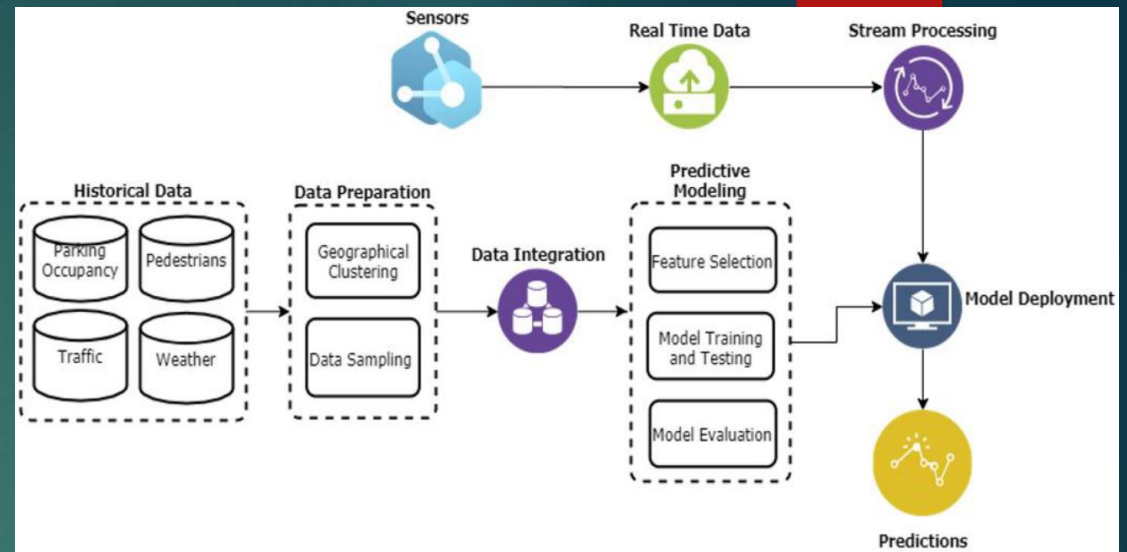 Sensors
Real Time Data
Stream Processing
Historical Data
Parking
Occupancy
Pedestrians
Traffic
Weather
Data Preparation
Geographical
Clustering
Data Sampling
Data Integration
Predictive
Modeling
Feature Selection
Model Training
and Testing
Model Evaluation
Model Deployment
Predictions